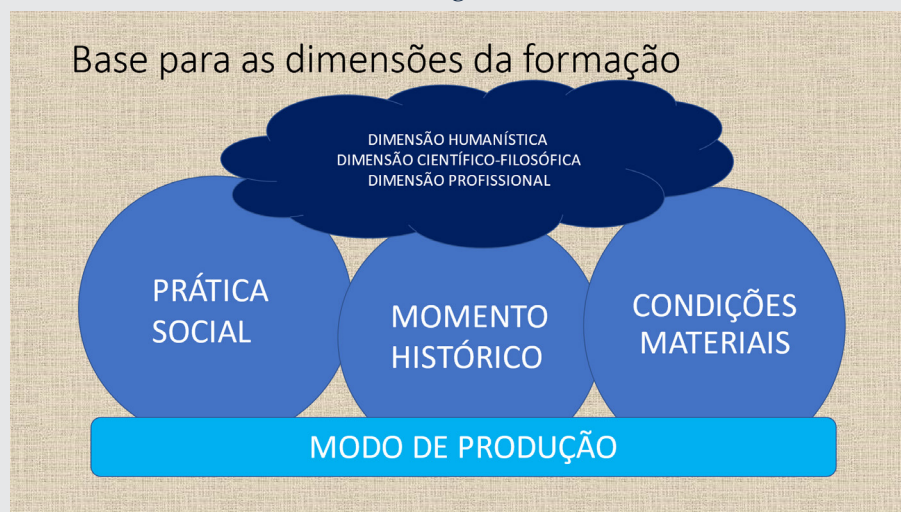 Base para as dimensões da formação
DIMENSÃO HUMANÍSTICA
DIMENSÃO CIENTÍFICO-FILOSÓFICA
DIMENSÃO PROFISSIONAL
PRÁTICA
SOCIAL
MOMENTO
HISTÓRICO
CONDIÇÕES
MATERIAIS
MODO DE PRODUÇÃO